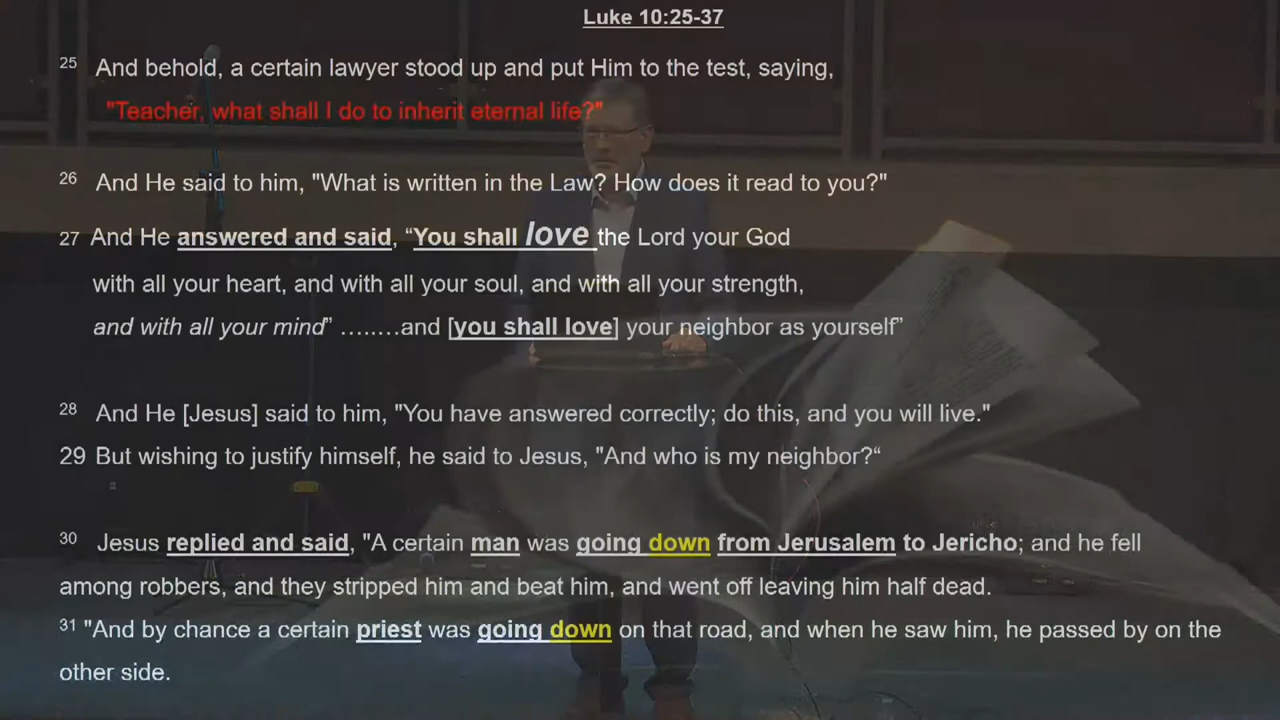 Luke 10:25-37
25 And behold, a certain lawyer stood up and put Him to the test, saying,
"Teacher, what shall I do to inherit eternal life?"
26 And He said to him, "What is written in the Law? How does it read to you?"
27 And He answered and said, “You shall love the Lord your God
with all your heart, and with all your soul, and with all your strength,
and with all your mind” ........and [you shall love] your neighbor as yourself”
28 And He [Jesus] said to him, "You have answered correctly; do this, and you will live."
29 But wishing to justify himself, he said to Jesus, "And who is my neighbor?“
30 Jesus replied and said, "A certain man was going down from Jerusalem to Jericho; and he fell
among robbers, and they stripped him and beat him, and went off leaving him half dead.
31 "And by chance a certain priest was going down on that road, and when he saw him, he passed by on the
other side.